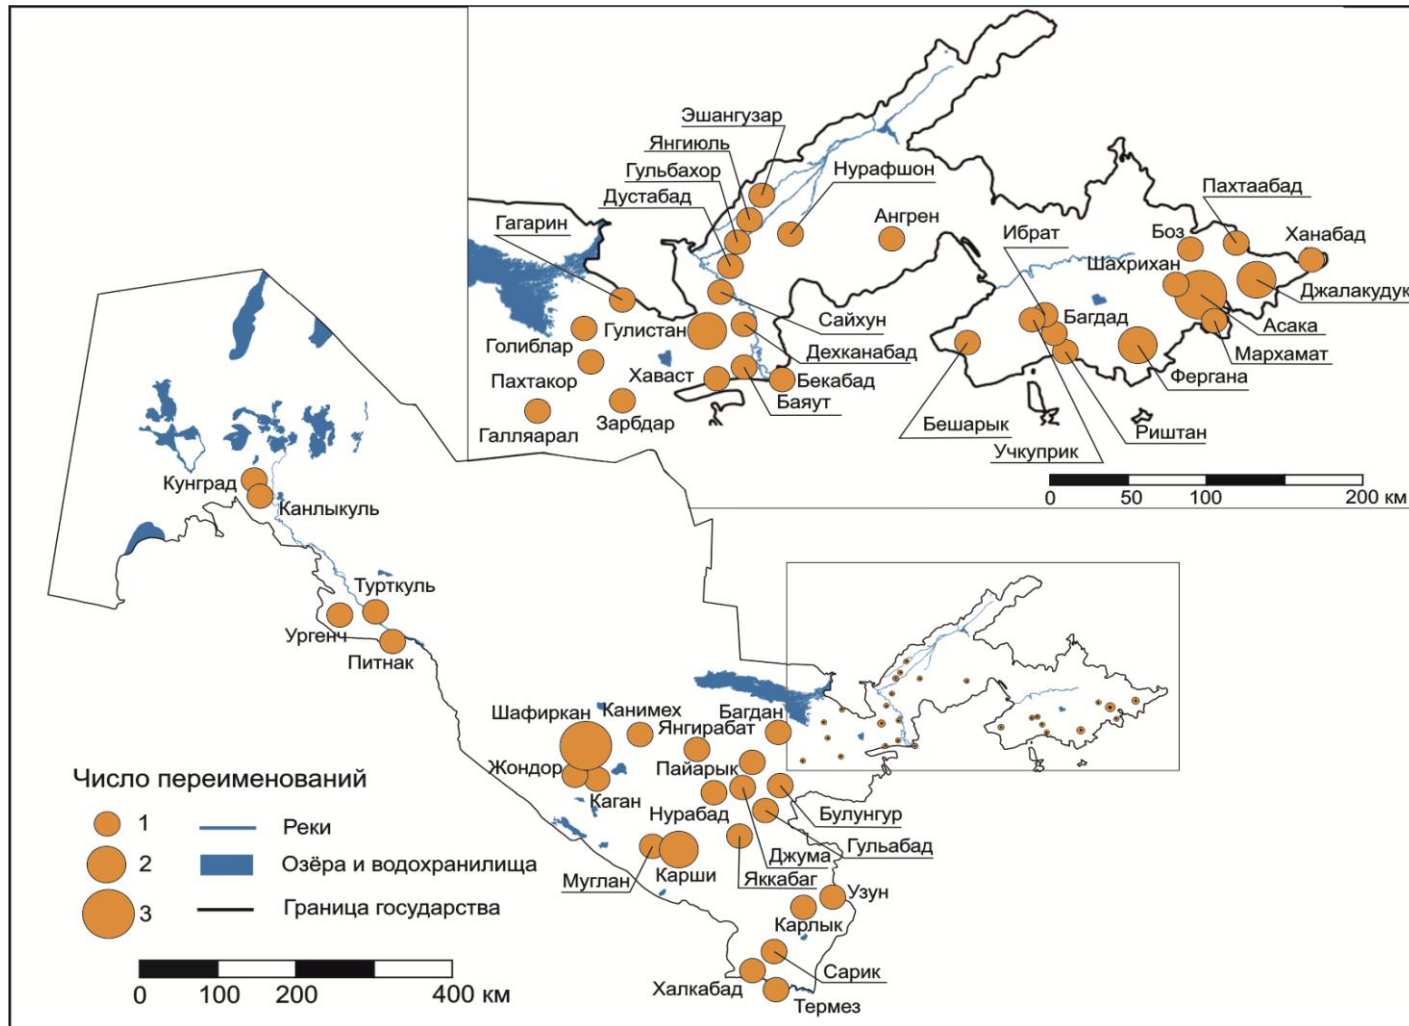 Эшангузар
Янгиюль
Гульбахор
Нурафшон
Дустабад
Пахтаабад
Гагарин
Ангрен
Ибрат
Боз
Ханабад
Шахрихан
Джалакудук
Сайхун
Гулистан
Багдад
Асака
Голиблар
Дехканабад
Мархамат
Пахтакор
Хаваст
Бекабад
Фергана
Баяут
Галляарал
Зарбдар
Бешарык
Риштан
Учкуприк
0 50 100 200 км
Кунград
Канлыкуль
Турткуль
Ургенч
Питнак
Шафиркан
Канимех
Багдан
Янгирабат
Жондор
Пайарык
Каган
Нурабад
Булунгур
Гульабад
Джума
Муглан
Карши
Яккабаг
Узун
Карлык
Сарик
Халкабад
Термез
Число переименований
1
Реки
2
Озёра и водохранилища
3
Граница государства
0 100 200 400 км